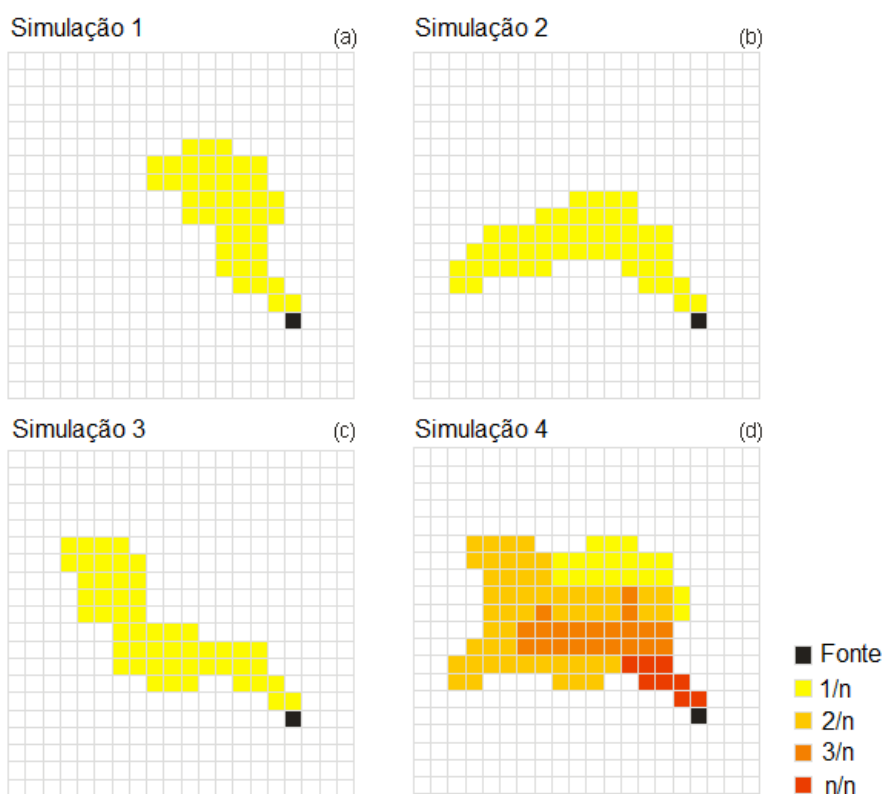 Simulação 1 (a)
Simulação 2 (b)
Simulação 3 (c)
Simulação 4 (d)
Fonte
1/n
2/n
3/n
n/n